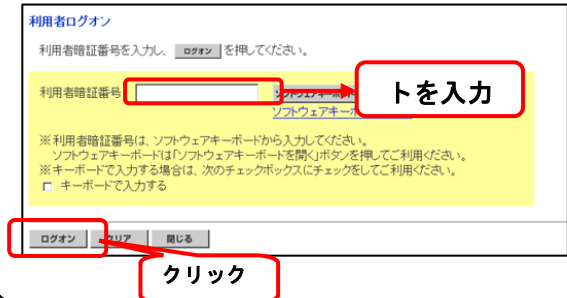 利用者ログオン
利用者暗証番号を入力し、 ログオン を押してください。
利用者暗証番号
トを入力
ソフトウェアキーボ
※利用者暗証番号は、ソフトウェアキーボードから入力してください。
ソフトウェアキーボードは「ソフトウェアキーボードを開く」ボタンを押してご利用ください。
※キーボードで入力する場合は、次のチェックボックスにチェックをしてご利用ください。
キーボードで入力する
ログオン クリア 閉じる
クリック